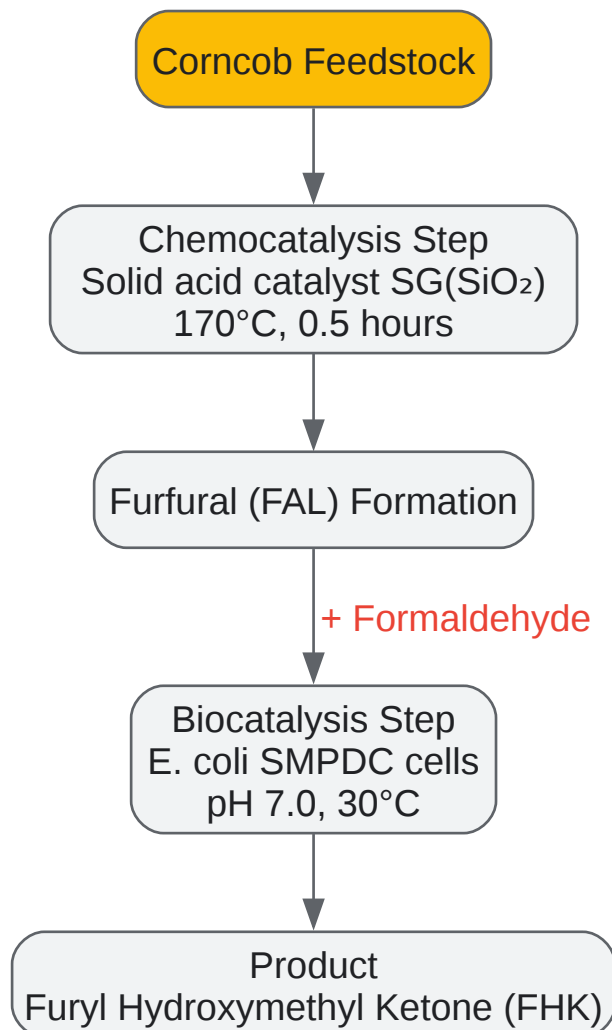 Corncob Feedstock
Chemocatalysis Step
Solid acid catalyst SG(SiO₂)
170°C, 0.5 hours
Furfural (FAL) Formation
+ Formaldehyde
Biocatalysis Step
E. coli SMPDC cells
pH 7.0, 30°C
Product
Furyl Hydroxymethyl Ketone (FHK)